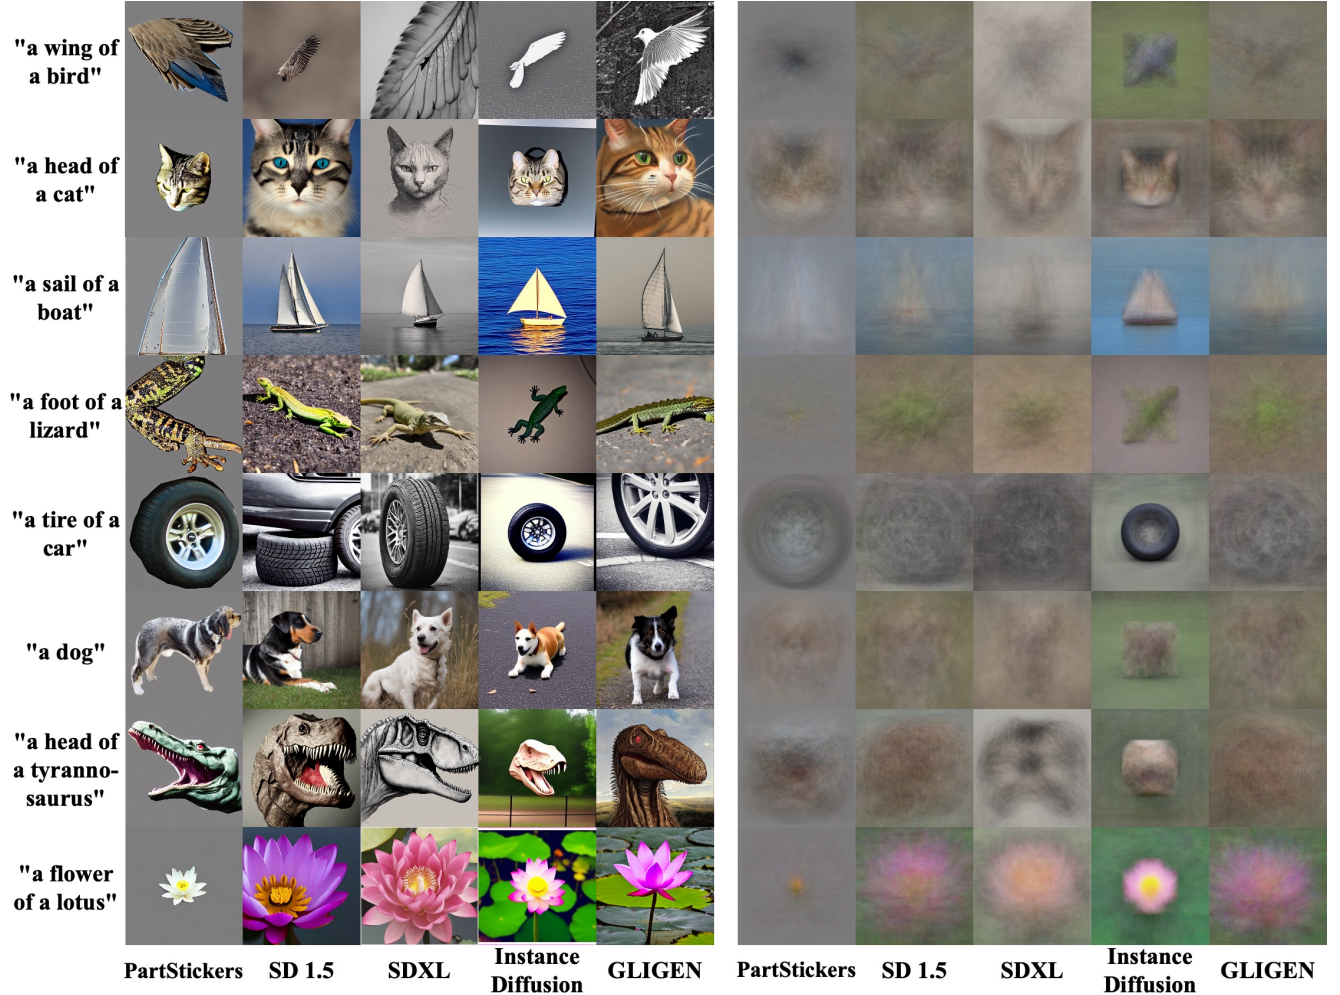 "a wing of
a bird"
"a head of
a cat"
"a sail of a
boat"
"a foot of a
lizard"
"a tire of a
car"
"a dog"
"a head of
a tyranno-
saurus"
"a flower
of a lotus"
PartStickers
SD 1.5
SDXL
Instance
Diffusion
GLIGEN
PartStickers
SD 1.5
SDXL
Instance
Diffusion
GLIGEN